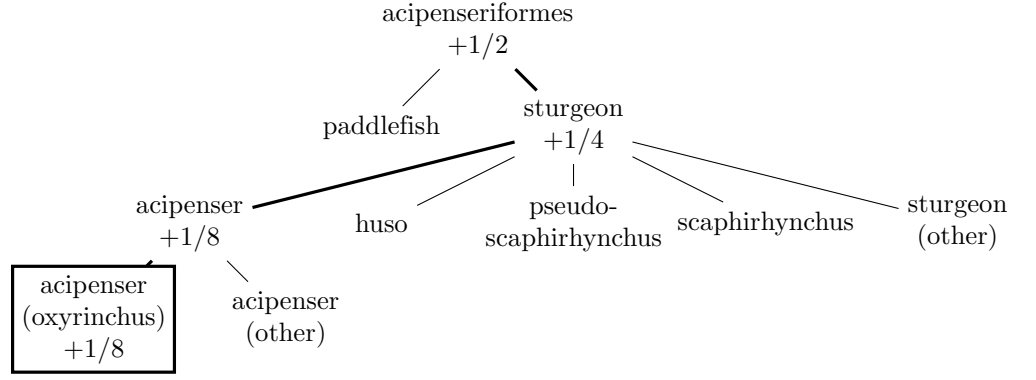 acipenseriformes
+1/2
paddlefish
sturgeon
+1/4
acipenser
+1/8
huso
pseudo-
scaphirhynchus
scaphirhynchus
sturgeon
(other)
acipenser
(oxyrinchus)
+1/8
acipenser
(other)